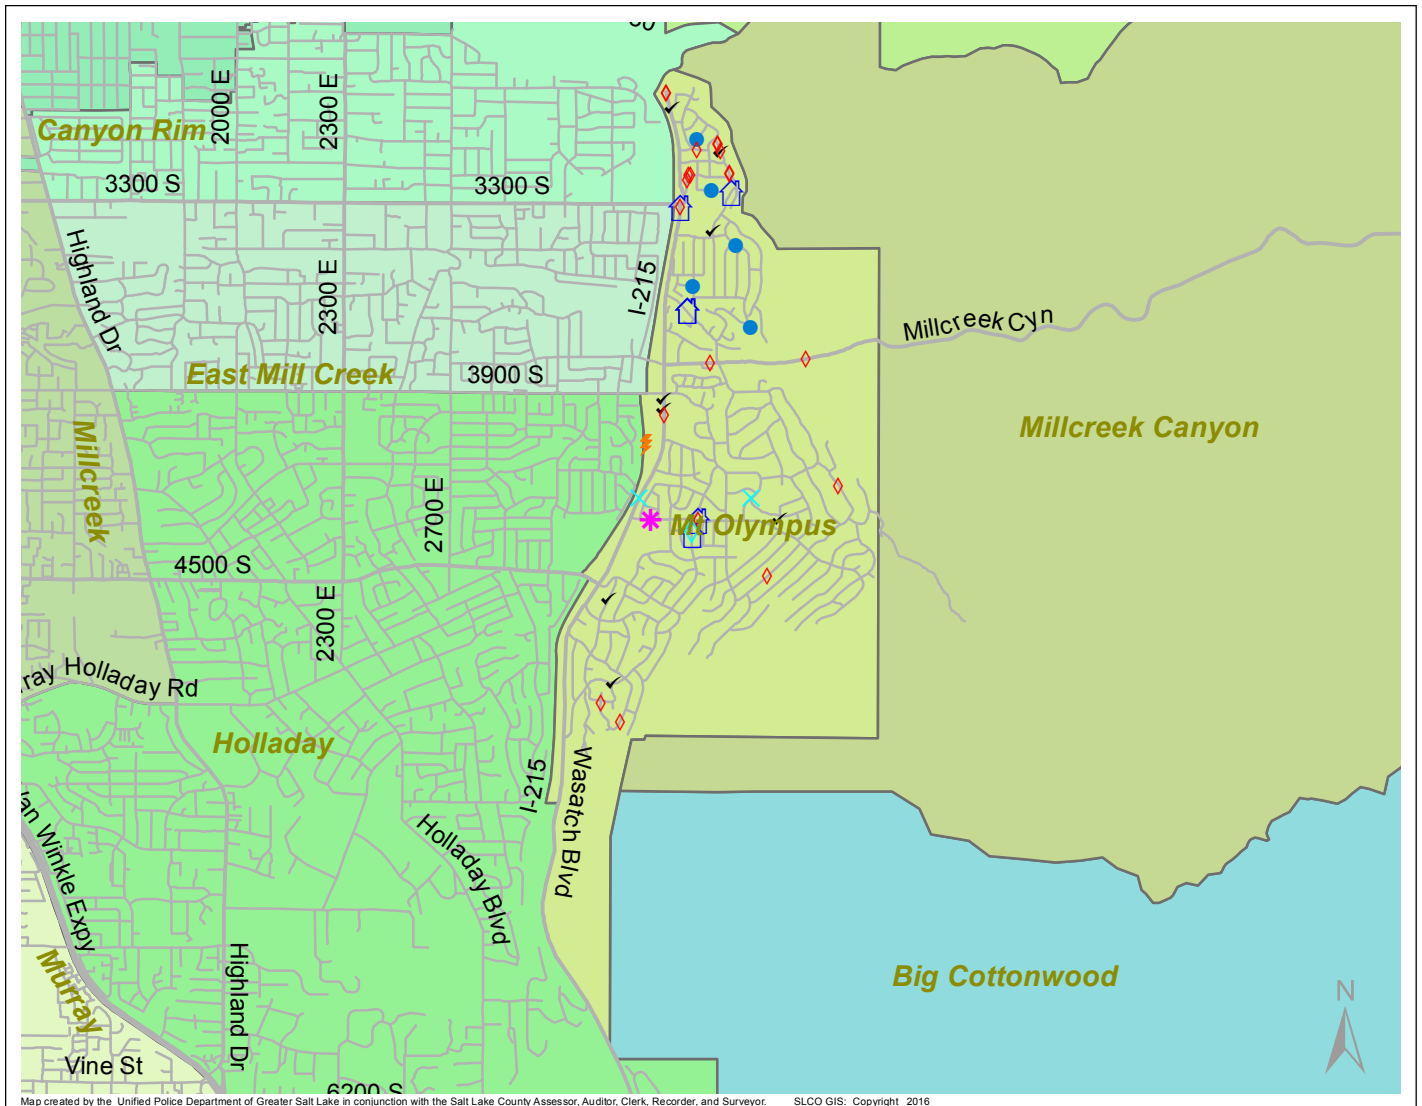 Canyon Rim
2000 E
2300 E
3300 S
3300 S
Highland Dr
2300 E
I-215
Millcreek Cyn
East Mill Creek
3900 S
Millcreek
Millcreek Canyon
2700 E
Mt Olympus
4500 S
2300 E
Murray Holladay Rd
Holladay
I-215
Wasatch Blvd
Van Winkle Expy
Holladay Blvd
Murray
Highland Dr
Big Cottonwood
N
Vine St
6200 S
Map created by the Unified Police Department of Greater Salt Lake in conjunction with the Salt Lake County Assessor, Auditor, Clerk, Recorder, and Surveyor. SLCO GIS: Copyright 2016